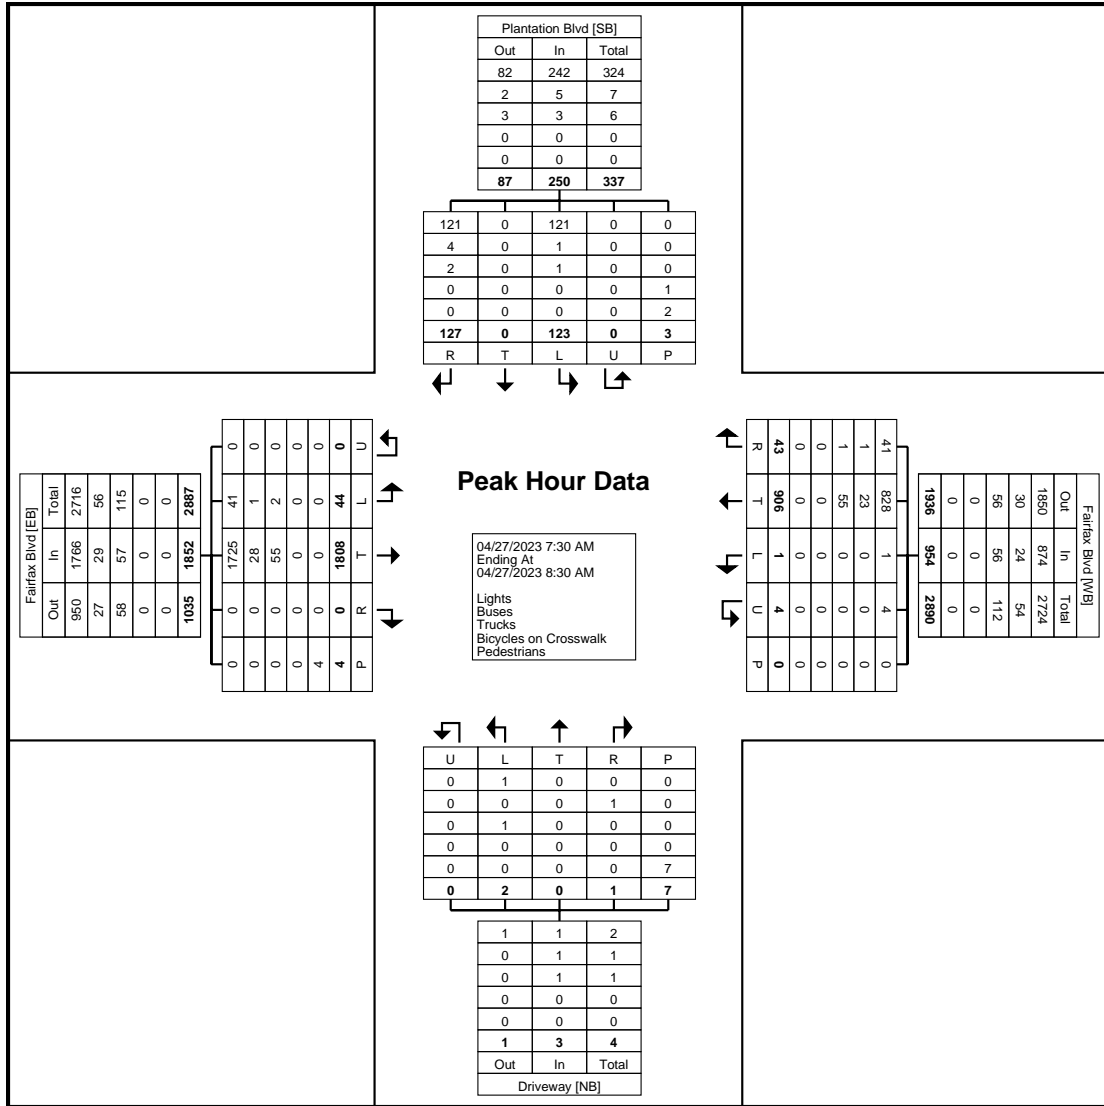 Plantation Blvd [SB]
Out In Total
82 242 324
2 5 7
3 3 6
0 0 0
0 0 0
87 250 337
121 0 121 0 0
4 0 1 0 0
2 0 1 0 0
0 0 0 0 1
0 0 0 0 2
127 0 123 0 3
R T L U P
Fairfax Blvd [EB]
Total In Out
2716 1766 950
56 29 27
115 57 58
0 0 0
0 0 0
2887 1852 1035
0 41 1725 0 0
0 1 28 0 0
0 2 55 0 0
0 0 0 0 0
0 0 0 0 4
0 44 1808 0 4
U L T R P
Peak Hour Data
04/27/2023 7:30 AM
Ending At
04/27/2023 8:30 AM
Lights
Buses
Trucks
Bicycles on Crosswalk
Pedestrians
Fairfax Blvd [WB]
Out In Total
1850 874 2724
30 24 54
56 56 112
0 0 0
0 0 0
1936 954 2890
41 828 1 4 0
1 23 0 0 0
1 55 0 0 0
0 0 0 0 0
0 0 0 0 0
43 906 1 4 0
R T L U P
U L T R P
0 1 0 0 0
0 0 0 1 0
0 1 0 0 0
0 0 0 0 0
0 0 0 0 7
0 2 0 1 7
1 1 2
0 1 1
0 1 1
0 0 0
0 0 0
1 3 4
Out In Total
Driveway [NB]